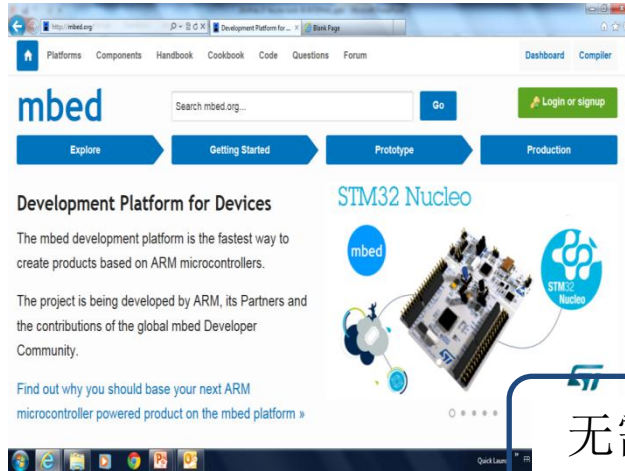 http://mbed.org/
Development Platform for ...
Blank Page
Platforms Components Handbook Cookbook Code Questions Forum Dashboard Compiler
mbed
Search mbed.org...
Go
Login or signup
Explore Getting Started Prototype Production
Development Platform for Devices
The mbed development platform is the fastest way to
create products based on ARM microcontrollers.
The project is being developed by ARM, its Partners and
the contributions of the global mbed Developer
Community.
Find out why you should base your next ARM
microcontroller powered product on the mbed platform »
STM32 Nucleo
mbed
STM32
Nucleo
ST
无需
FR